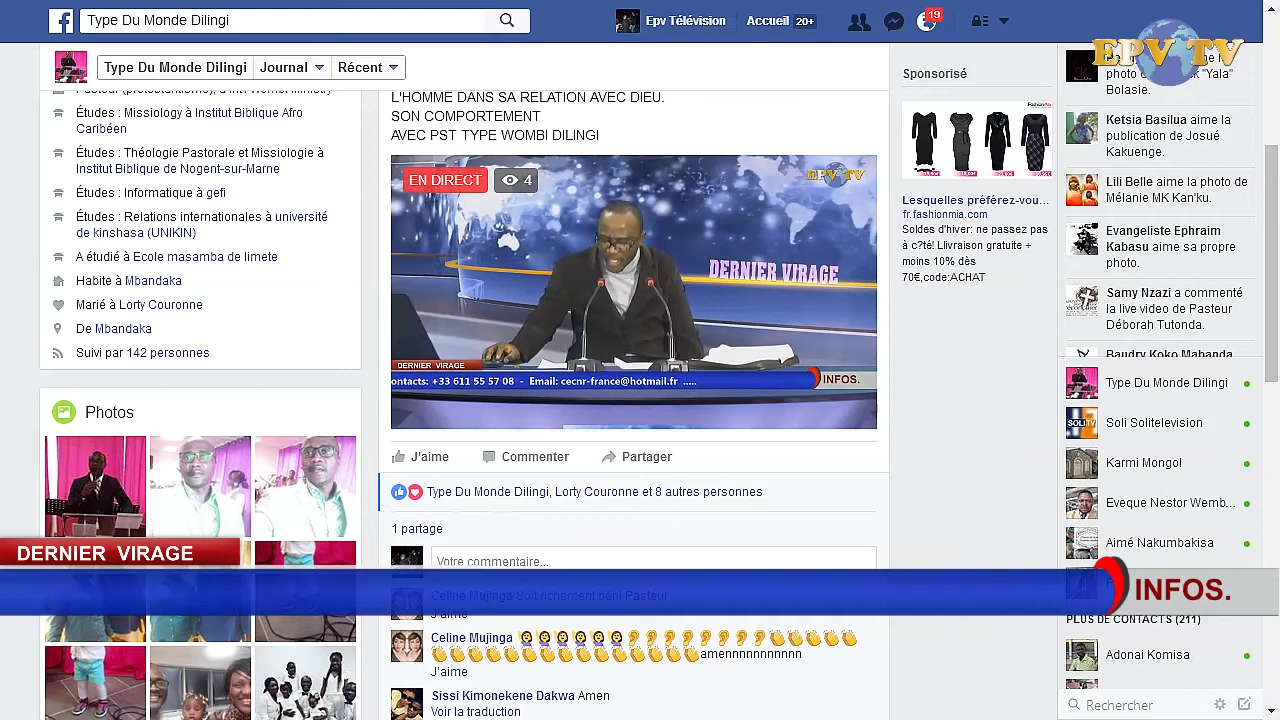 Type Du Monde Dilingi
Epv Télévision
Accueil 20+
19
EPV TV
Type Du Monde Dilingi
Journal
Récent
Études : Missiology à Institut Biblique Afro
Caribéen
Études : Théologie Pastorale et Missiologie à
Institut Biblique de Nogent-sur-Marne
Études : Informatique à gefi
Études : Relations internationales à université
de kinshasa (UNIKIN)
A étudié à Ecole masamba de limete
Habite à Mbandaka
Marié à Lorty Couronne
De Mbandaka
Suivi par 142 personnes
Photos
L'HOMME DANS SA RELATION AVEC DIEU.
SON COMPORTEMENT
AVEC PST TYPE WOMBI DILINGI
EN DIRECT
4
EPV TV
DERNIER VIRAGE
DERNIER VIRAGE
ontacts: +33 611 55 57 08 - Email: cecnr-france@hotmail.fr .....
INFOS.
J'aime
Commenter
Partager
Type Du Monde Dilingi, Lorty Couronne et 8 autres personn
1 partage
Votre commentaire...
Celine Mujinga Soit richement béni Pasteur
J'aime
Celine Mujinga
amennnnnnnnnnn
J'aime
Sissi Kimonekene Dakwa Amen
Voir la traduction
Sponsorisé
FashionMia
Lesquelles préférez-vou...
fr.fashionmia.com
Soldes d'hiver: ne passez pas
à c?té! Llivraison gratuite +
moins 10% dès
70€,code:ACHAT
photo
"Yala"
Bolasie.
Ketsia Basilua aime la
publication de Josué
Kabulunge.
Lili Belle aime la photo de
Mélanie MK Kan'ku.
Evangeliste Ephraim
Kabasu aime sa propre
photo.
Samy Nzazi a commenté
la live video de Pasteur
Déborah Tutonda.
Type Du Monde Dilingi
Soli Solitelevision
SOLI TV
Karmi Mongol
Eveque Nestor Wemb...
Aimé Nakumbakisa
PLUS DE CONTACTS (211)
Adonai Komisa
Rechercher
DERNIER VIRAGE
INFOS.